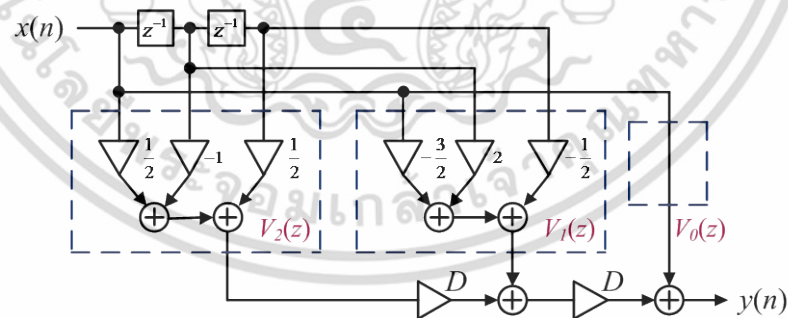 x(n) z⁻¹ z⁻¹
1/2 -1 1/2 -3/2 2 -1/2
V₂(z) V₁(z) V₀(z)
D D y(n)